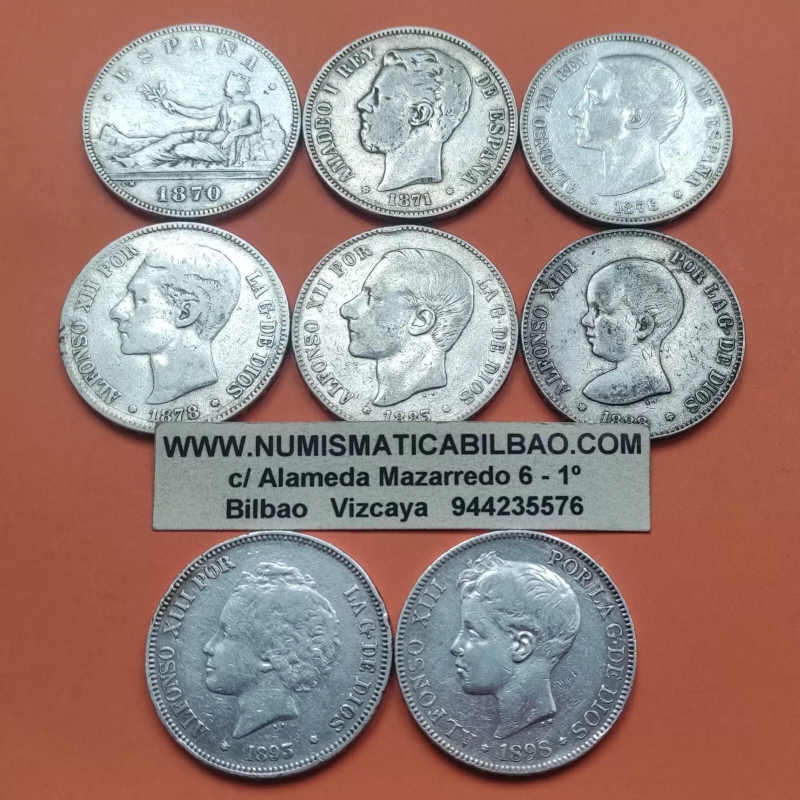 ESPAÑA
1870
AMADEO I REY DE ESPAÑA
1871
ALFONSO XII REY DE ESPAÑA
1876
ALFONSO XII POR LA G. DE DIOS
1878
ALFONSO XII POR LA G. DE DIOS
1883
ALFONSO XIII POR LA G. DE DIOS
WWW.NUMISMATICABILBAO.COM
c/ Alameda Mazarredo 6 - 1º
Bilbao Vizcaya 944235576
ALFONSO XIII POR LA G. DE DIOS
1893
ALFONSO XIII POR LA G. DE DIOS
1898